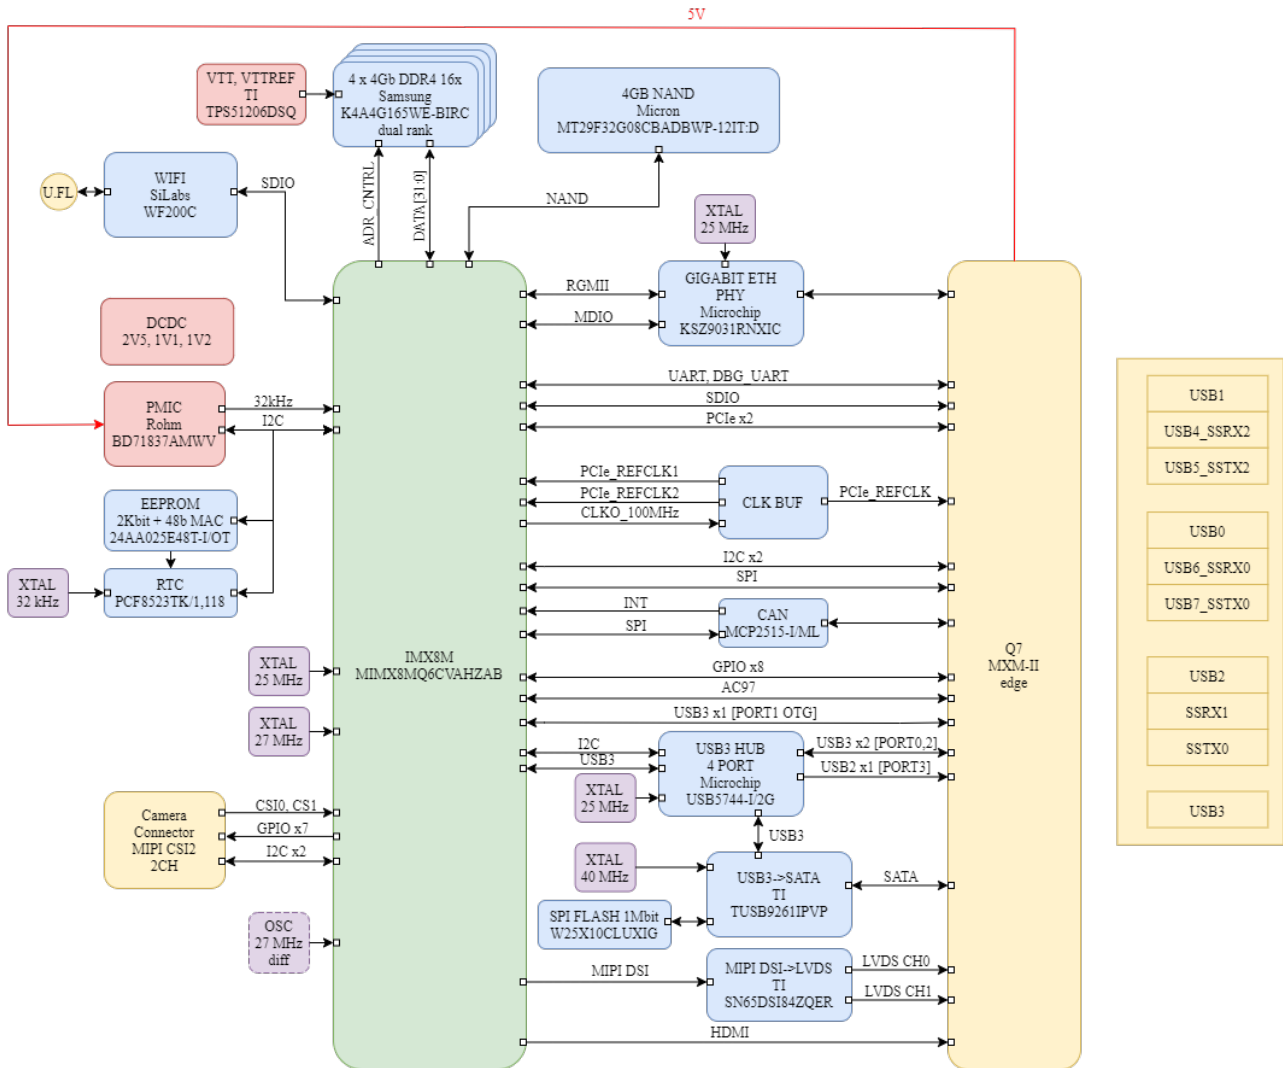 5V
VTT, VTTREF
TI
TPS51206DSQ
4 x 4Gb DDR4 16x
Samsung
K4A4G165WE-BIRC
dual rank
4GB NAND
Micron
MT29F32G08CBADBWP-12IT:D
U.FL
WIFI
SiLabs
WF200C
SDIO
ADR_CNTRL
DATA[31:0]
NAND
XTAL
25 MHz
RGMII
MDIO
GIGABIT ETH
PHY
Microchip
KSZ9031RNXIC
DCDC
2V5, 1V1, 1V2
PMIC
Rohm
BD71837AMWV
32kHz
I2C
UART, DBG_UART
SDIO
PCIe x2
EEPROM
2Kbit + 48b MAC
24AA025E48T-I/OT
PCIe_REFCLK1
PCIe_REFCLK2
CLKO_100MHz
CLK BUF
PCIe_REFCLK
XTAL
32 kHz
RTC
PCF8523TK/1,118
I2C x2
SPI
INT
SPI
CAN
MCP2515-I/ML
XTAL
25 MHz
IMX8M
MIMX8MQ6CVAHZAB
GPIO x8
AC97
USB3 x1 [PORT1 OTG]
Q7
MXM-II
edge
XTAL
27 MHz
I2C
USB3
XTAL
25 MHz
USB3 HUB
4 PORT
Microchip
USB5744-I/2G
USB3 x2 [PORT0,2]
USB2 x1 [PORT3]
Camera
Connector
MIPI CSI2
2CH
CSI0, CS1
GPIO x7
I2C x2
USB3
XTAL
40 MHz
USB3->SATA
TI
TUSB9261IPVP
SATA
SPI FLASH 1Mbit
W25X10CLUXIG
OSC
27 MHz
diff
MIPI DSI
MIPI DSI->LVDS
TI
SN65DSI84ZQER
LVDS CH0
LVDS CH1
HDMI
USB1
USB4_SSRX2
USB5_SSTX2
USB0
USB6_SSRX0
USB7_SSTX0
USB2
SSRX1
SSTX0
USB3